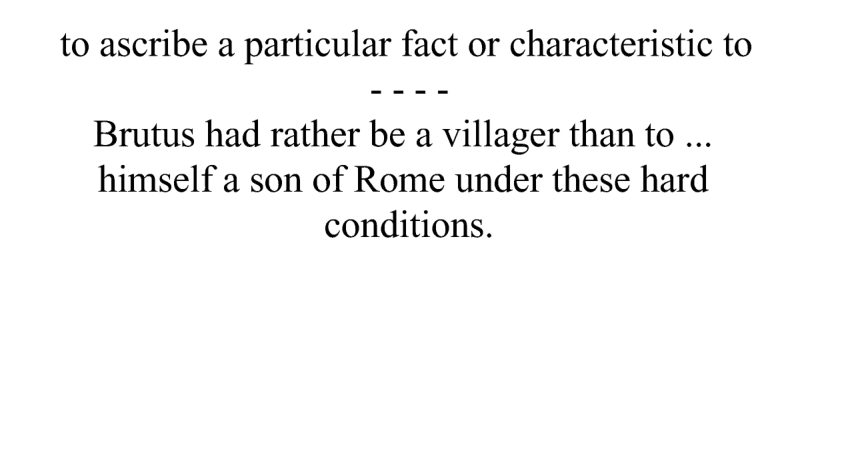 to ascribe a particular fact or characteristic to
- - - -
Brutus had rather be a villager than to ...
himself a son of Rome under these hard
conditions.